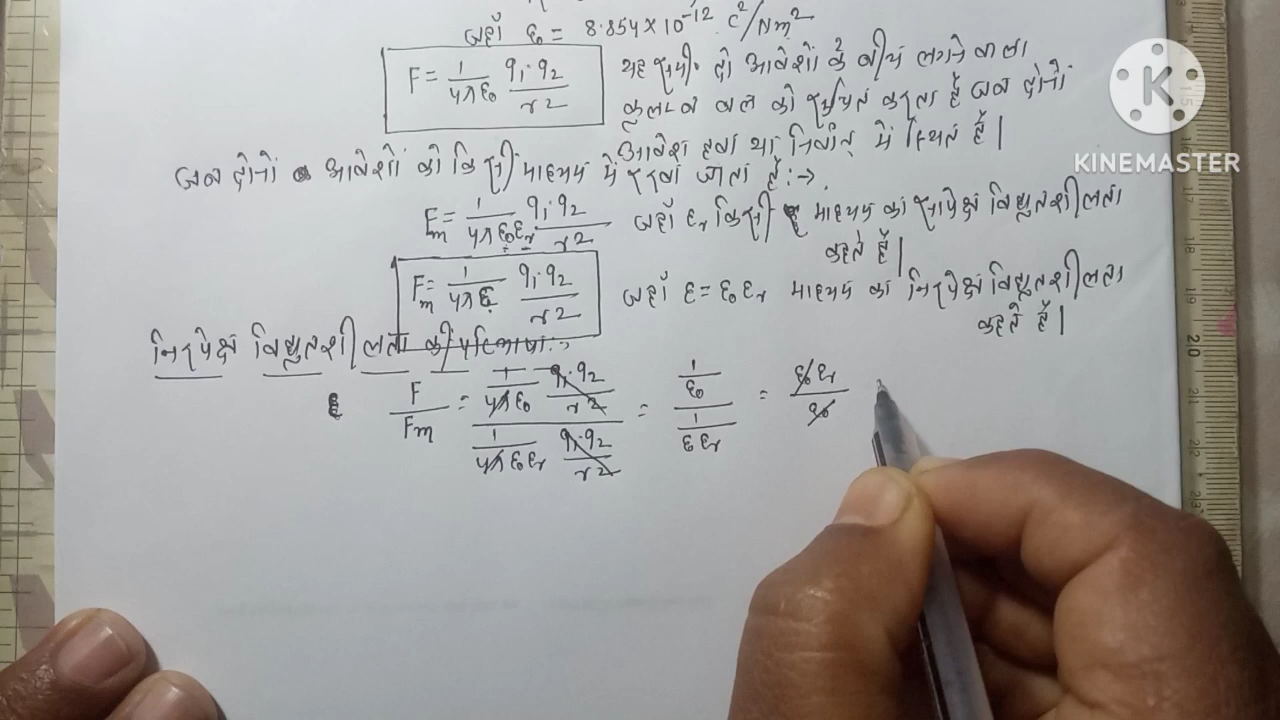 जहाँ ε₀ = 8.854×10⁻¹² C²/Nm²
F = 1/4πε₀ q₁·q₂/r² यह सूत्र दो आवेशों के बीच लगने वाला
कूलाम्ब बल को सूचित करता है जब दोनों
आवेश हवा या निर्वात् में स्थित हैं।
जब दोनों आवेशों को किसी माध्यम में रखा जाता है:→
Fm = 1/4πε₀εr q₁·q₂/r² जहाँ εr किसी माध्यम का सापेक्ष विद्युतशीलता
कहते हैं।
Fm = 1/4πε q₁·q₂/r² जहाँ ε = ε₀εr माध्यम का निरपेक्ष विद्युतशीलता
कहते हैं।
निरपेक्ष विद्युतशीलता की परिभाषा:→
F/Fm = (1/4πε₀ q₁·q₂/r²)/(1/4πε₀εr q₁·q₂/r²) = (1/ε₀)/(1/εεr) = ε₀εr/ε₀
KINEMASTER